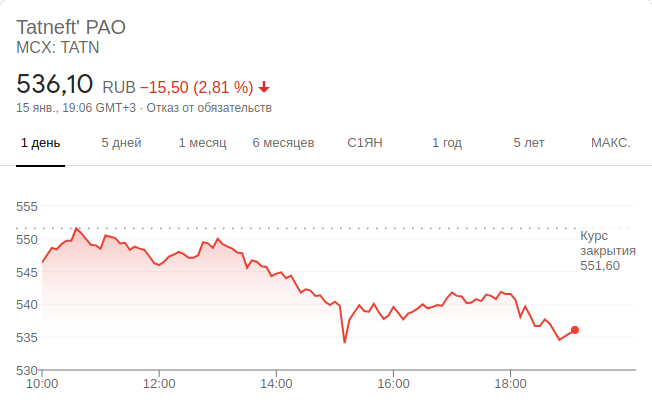 Tatneft' PAO
MCX: TATN
536,10 RUB −15,50 (2,81 %)
15 янв., 19:06 GMT+3 · Отказ от обязательств
1 день 5 дней 1 месяц 6 месяцев С1ЯН 1 год 5 лет МАКС.
555
550
545
540
535
530
Курс
закрытия
551,60
10:00 12:00 14:00 16:00 18:00